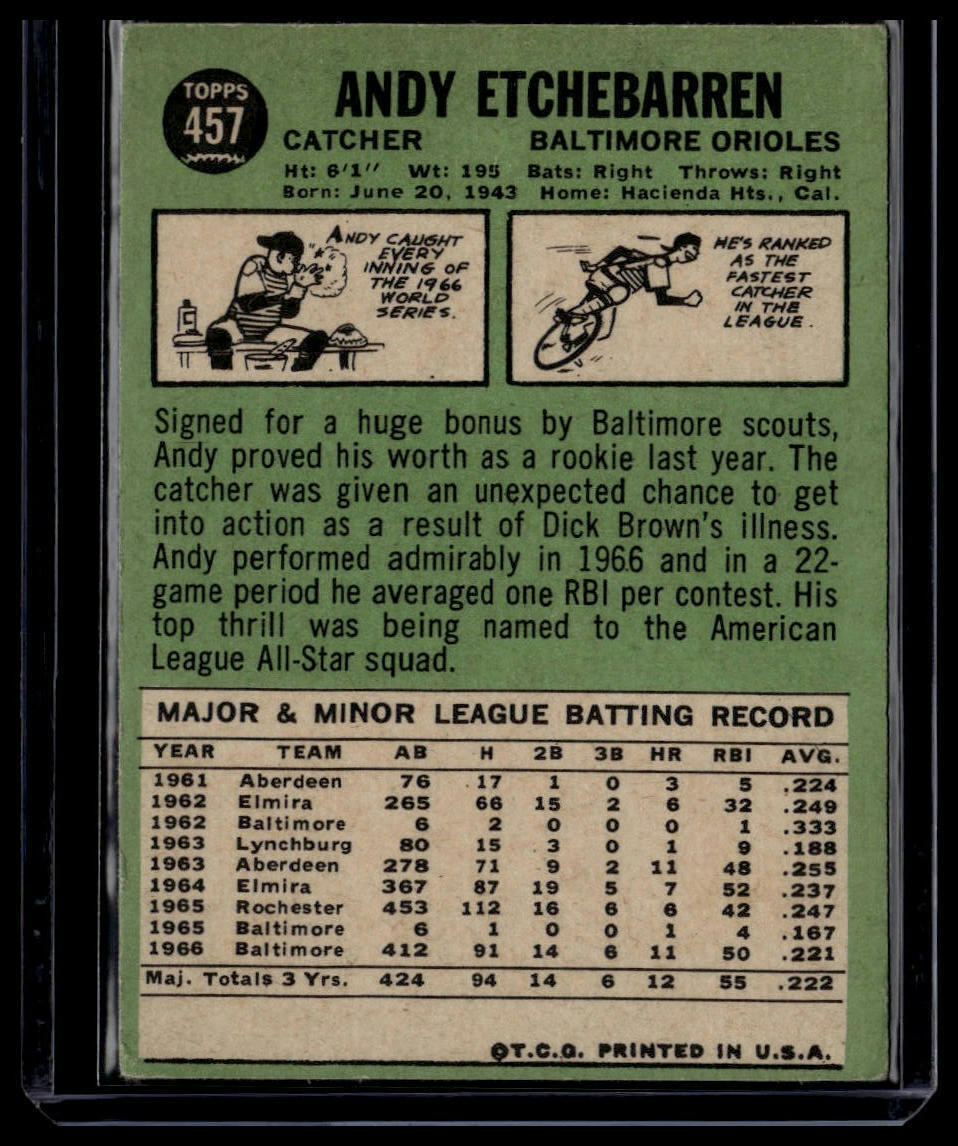 TOPPS
457
ANDY ETCHEBARREN
CATCHER BALTIMORE ORIOLES
Ht: 6'1" Wt: 195 Bats: Right Throws: Right
Born: June 20, 1943 Home: Hacienda Hts., Cal.
ANDY CAUGHT
EVERY
INNING OF
THE 1966
WORLD
SERIES.
HE'S RANKED
AS THE
FASTEST
CATCHER
IN THE
LEAGUE.
Signed for a huge bonus by Baltimore scouts,
Andy proved his worth as a rookie last year. The
catcher was given an unexpected chance to get
into action as a result of Dick Brown's illness.
Andy performed admirably in 1966 and in a 22-
game period he averaged one RBI per contest. His
top thrill was being named to the American
League All-Star squad.
MAJOR & MINOR LEAGUE BATTING RECORD
YEAR TEAM AB H 2B 3B HR RBI AVG.
1961 Aberdeen 76 17 1 0 3 5 .224
1962 Elmira 265 66 15 2 6 32 .249
1962 Baltimore 6 2 0 0 0 1 .333
1963 Lynchburg 80 15 3 0 1 9 .188
1963 Aberdeen 278 71 9 2 11 48 .255
1964 Elmira 367 87 19 5 7 52 .237
1965 Rochester 453 112 16 6 6 42 .247
1965 Baltimore 6 1 0 0 1 4 .167
1966 Baltimore 412 91 14 6 11 50 .221
Maj. Totals 3 Yrs. 424 94 14 6 12 55 .222
©T.C.G. PRINTED IN U.S.A.